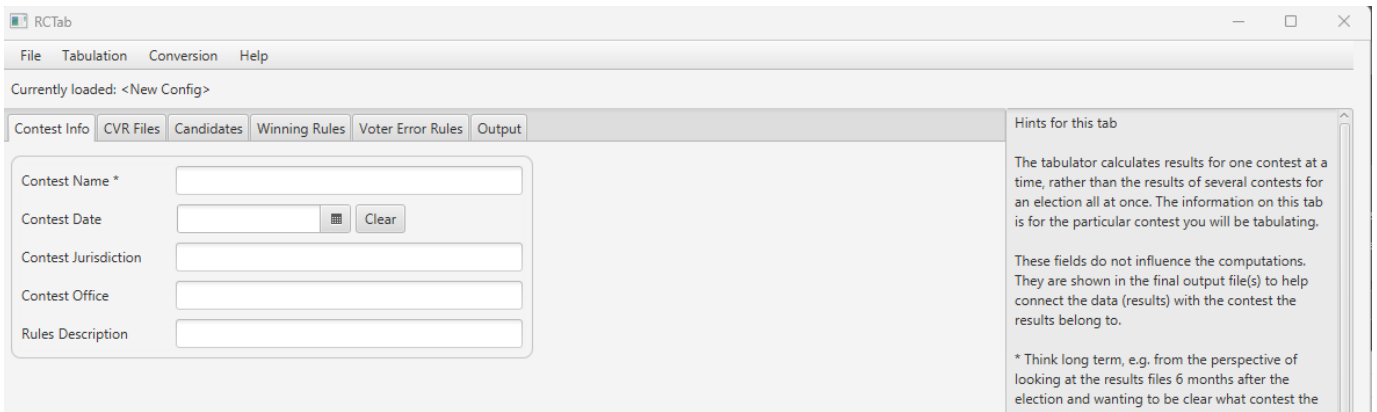 RCTab
File Tabulation Conversion Help
Currently loaded: <New Config>
Contest Info CVR Files Candidates Winning Rules Voter Error Rules Output
Contest Name *
Contest Date Clear
Contest Jurisdiction
Contest Office
Rules Description
Hints for this tab
The tabulator calculates results for one contest at a
time, rather than the results of several contests for
an election all at once. The information on this tab
is for the particular contest you will be tabulating.
These fields do not influence the computations.
They are shown in the final output file(s) to help
connect the data (results) with the contest the
results belong to.
* Think long term, e.g. from the perspective of
looking at the results files 6 months after the
election and wanting to be clear what contest the